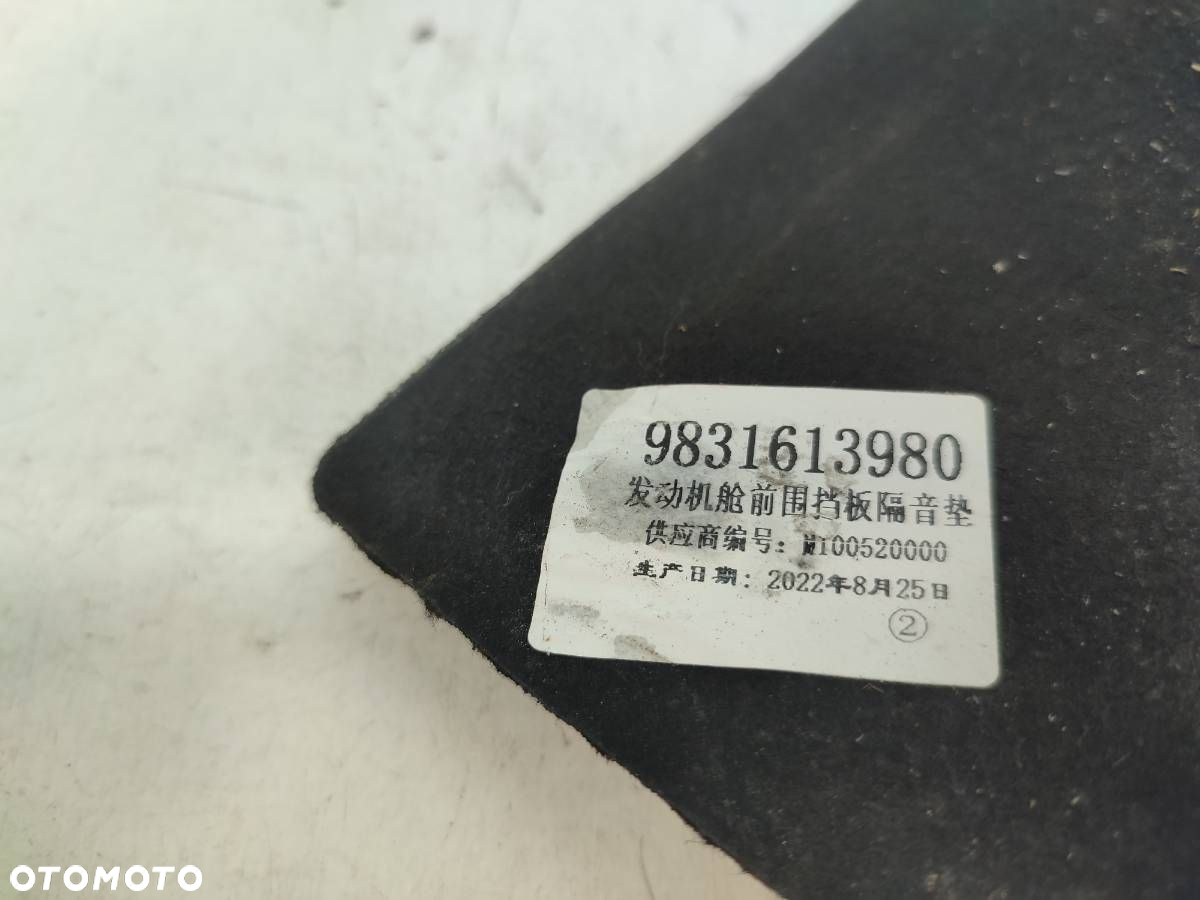 9831613980
发动机舱前围挡板隔音垫
供应商编号：M100520000
生产日期：2022年8月25日
②
OTOMOTO